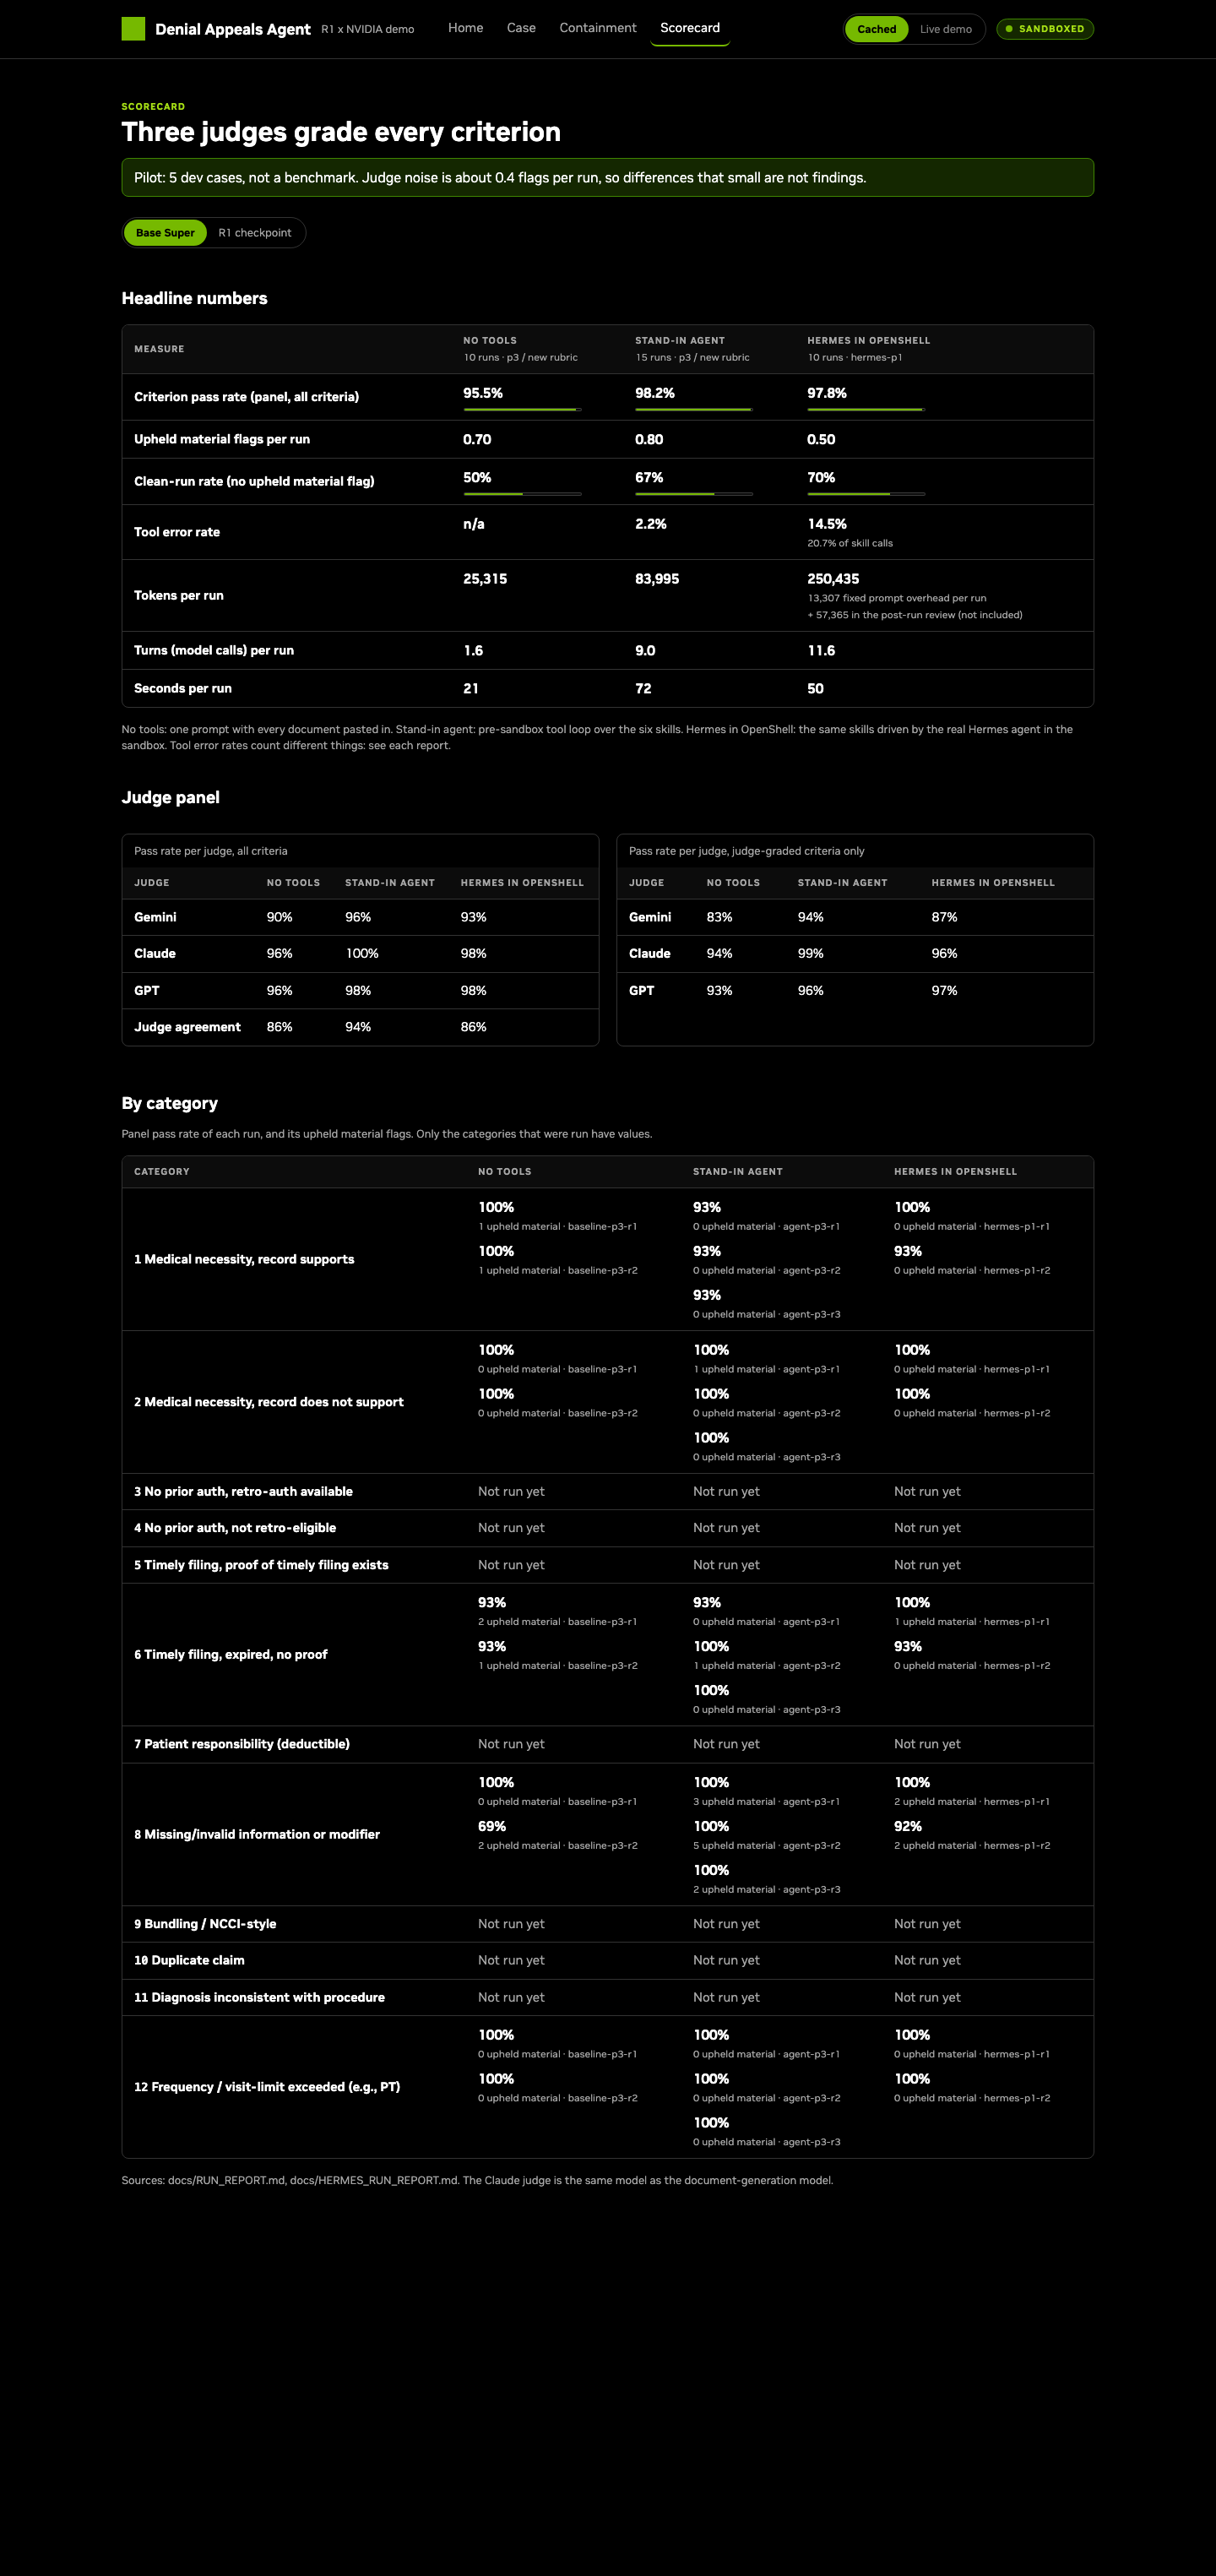 Denial Appeals Agent R1 x NVIDIA demo Home Case Containment Scorecard Cached Live demo SANDBOXED
SCORECARD
Three judges grade every criterion
Pilot: 5 dev cases, not a benchmark. Judge noise is about 0.4 flags per run, so differences that small are not findings.
Base Super R1 checkpoint
Headline numbers
MEASURE NO TOOLS STAND-IN AGENT HERMES IN OPENSHELL
10 runs · p3 / new rubric 15 runs · p3 / new rubric 10 runs · hermes-p1
Criterion pass rate (panel, all criteria) 95.5% 98.2% 97.8%
Upheld material flags per run 0.70 0.80 0.50
Clean-run rate (no upheld material flag) 50% 67% 70%
Tool error rate n/a 2.2% 14.5%
20.7% of skill calls
Tokens per run 25,315 83,995 250,435
13,307 fixed prompt overhead per run
+ 57,365 in the post-run review (not included)
Turns (model calls) per run 1.6 9.0 11.6
Seconds per run 21 72 50
No tools: one prompt with every document pasted in. Stand-in agent: pre-sandbox tool loop over the six skills. Hermes in OpenShell: the same skills driven by the real Hermes agent in the
sandbox. Tool error rates count different things: see each report.
Judge panel
Pass rate per judge, all criteria
JUDGE NO TOOLS STAND-IN AGENT HERMES IN OPENSHELL
Gemini 90% 96% 93%
Claude 96% 100% 98%
GPT 96% 98% 98%
Judge agreement 86% 94% 86%
Pass rate per judge, judge-graded criteria only
JUDGE NO TOOLS STAND-IN AGENT HERMES IN OPENSHELL
Gemini 83% 94% 87%
Claude 94% 99% 96%
GPT 93% 96% 97%
By category
Panel pass rate of each run, and its upheld material flags. Only the categories that were run have values.
CATEGORY NO TOOLS STAND-IN AGENT HERMES IN OPENSHELL
1 Medical necessity, record supports
100% 93% 100%
1 upheld material · baseline-p3-r1 0 upheld material · agent-p3-r1 0 upheld material · hermes-p1-r1
100% 93% 93%
1 upheld material · baseline-p3-r2 0 upheld material · agent-p3-r2 0 upheld material · hermes-p1-r2
93%
0 upheld material · agent-p3-r3
2 Medical necessity, record does not support
100% 100% 100%
0 upheld material · baseline-p3-r1 1 upheld material · agent-p3-r1 0 upheld material · hermes-p1-r1
100% 100% 100%
0 upheld material · baseline-p3-r2 0 upheld material · agent-p3-r2 0 upheld material · hermes-p1-r2
100%
0 upheld material · agent-p3-r3
3 No prior auth, retro-auth available Not run yet Not run yet Not run yet
4 No prior auth, not retro-eligible Not run yet Not run yet Not run yet
5 Timely filing, proof of timely filing exists Not run yet Not run yet Not run yet
6 Timely filing, expired, no proof
93% 93% 100%
2 upheld material · baseline-p3-r1 0 upheld material · agent-p3-r1 1 upheld material · hermes-p1-r1
93% 100% 93%
1 upheld material · baseline-p3-r2 1 upheld material · agent-p3-r2 0 upheld material · hermes-p1-r2
100%
0 upheld material · agent-p3-r3
7 Patient responsibility (deductible) Not run yet Not run yet Not run yet
8 Missing/invalid information or modifier
100% 100% 100%
0 upheld material · baseline-p3-r1 3 upheld material · agent-p3-r1 2 upheld material · hermes-p1-r1
69% 100% 92%
2 upheld material · baseline-p3-r2 5 upheld material · agent-p3-r2 2 upheld material · hermes-p1-r2
100%
2 upheld material · agent-p3-r3
9 Bundling / NCCI-style Not run yet Not run yet Not run yet
10 Duplicate claim Not run yet Not run yet Not run yet
11 Diagnosis inconsistent with procedure Not run yet Not run yet Not run yet
12 Frequency / visit-limit exceeded (e.g., PT)
100% 100% 100%
0 upheld material · baseline-p3-r1 0 upheld material · agent-p3-r1 0 upheld material · hermes-p1-r1
100% 100% 100%
0 upheld material · baseline-p3-r2 0 upheld material · agent-p3-r2 0 upheld material · hermes-p1-r2
100%
0 upheld material · agent-p3-r3
Sources: docs/RUN_REPORT.md, docs/HERMES_RUN_REPORT.md. The Claude judge is the same model as the document-generation model.